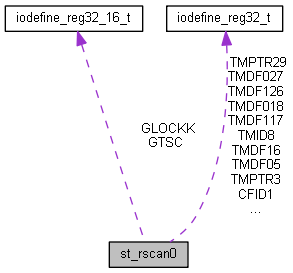 iodefine_reg32_16_t
iodefine_reg32_t
TMPTR29
TMDF027
TMDF126
TMDF018
TMDF117
TMID8
TMDF16
TMDF05
TMPTR3
CFID1
...
GLOCKK
GTSC
st_rscan0